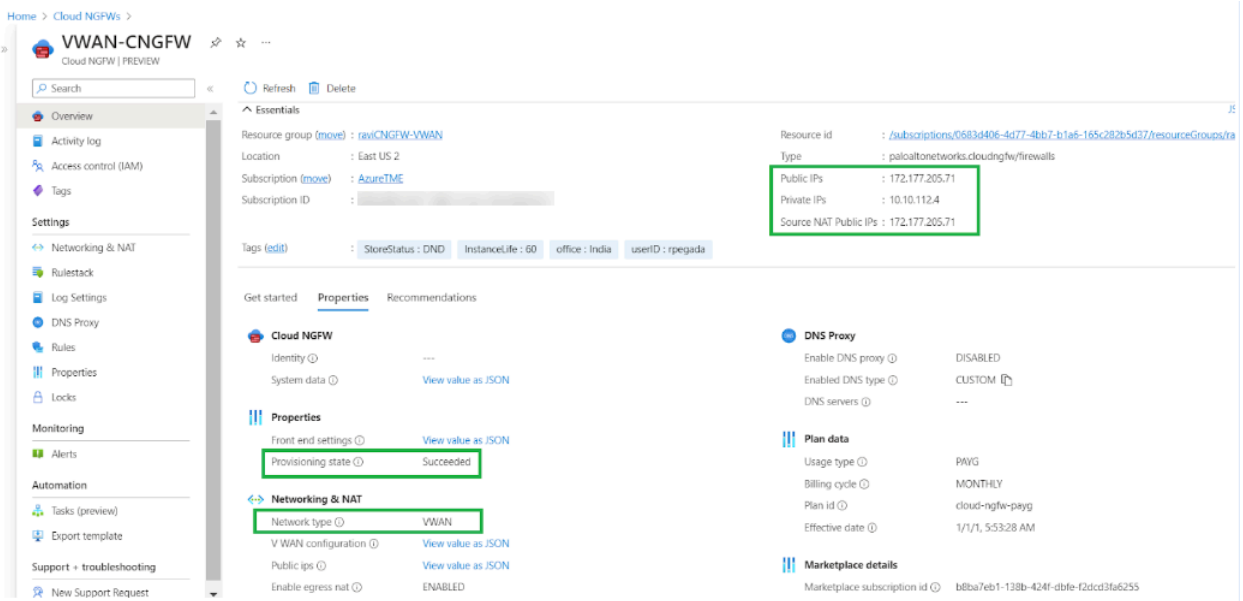 Home > Cloud NGFWs >
VWAN-CNGFW
Cloud NGFW | PREVIEW
Search
Overview
Activity log
Access control (IAM)
Tags
Settings
Networking & NAT
Rulestack
Log Settings
DNS Proxy
Rules
Properties
Locks
Monitoring
Alerts
Automation
Tasks (preview)
Export template
Support + troubleshooting
New Support Request
Refresh Delete
Essentials
Resource group (move) : raviCNGFW-VWAN
Location : East US 2
Subscription (move) : AzureTME
Subscription ID :
Resource id : /subscriptions/0683d406-4d77-4bb7-b1a6-165c282b5d37/resourceGroups/ra
Type : paloaltonetworks.cloudngfw/firewalls
Public IPs : 172.177.205.71
Private IPs : 10.10.112.4
Source NAT Public IPs : 172.177.205.71
Tags (edit) : StoreStatus : DND InstanceLife : 60 office : India userID : rpegada
Get started Properties Recommendations
Cloud NGFW
Identity ---
System data View value as JSON
Properties
Front end settings View value as JSON
Provisioning state Succeeded
Networking & NAT
Network type VWAN
V WAN configuration View value as JSON
Public ips View value as JSON
Enable egress nat ENABLED
DNS Proxy
Enable DNS proxy DISABLED
Enabled DNS type CUSTOM
DNS servers ---
Plan data
Usage type PAYG
Billing cycle MONTHLY
Plan id cloud-ngfw-payg
Effective date 1/1/1, 5:53:28 AM
Marketplace details
Marketplace subscription id b8ba7eb1-138b-424f-dbfe-f2dcd3fa6255